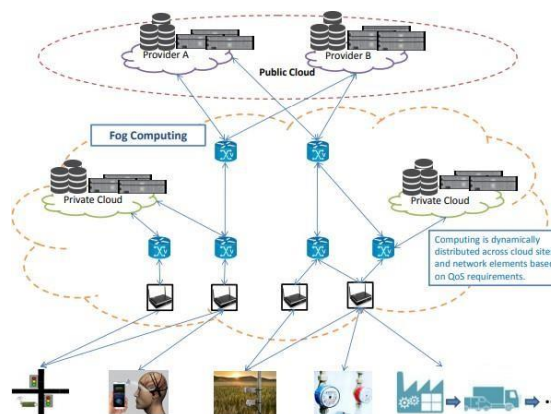 Provider A
Provider B
Public Cloud
Fog Computing
Private Cloud
Private Cloud
Computing is dynamically
distributed across cloud sites
and network elements based
on QoS requirements.